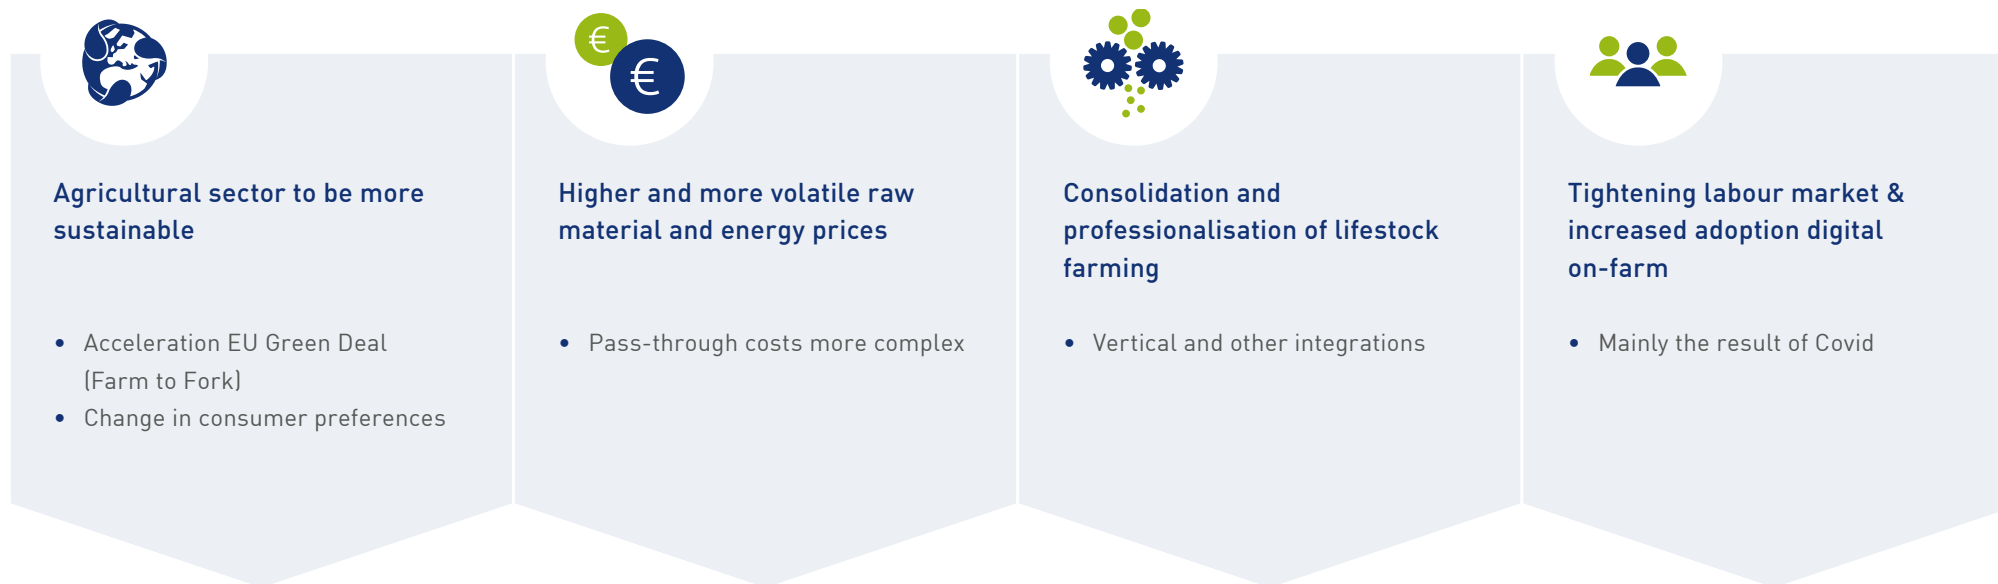 €
€
Agricultural sector to be more
sustainable
• Acceleration EU Green Deal
(Farm to Fork)
• Change in consumer preferences
Higher and more volatile raw
material and energy prices
• Pass-through costs more complex
Consolidation and
professionalisation of lifestock
farming
• Vertical and other integrations
Tightening labour market &
increased adoption digital
on-farm
• Mainly the result of Covid